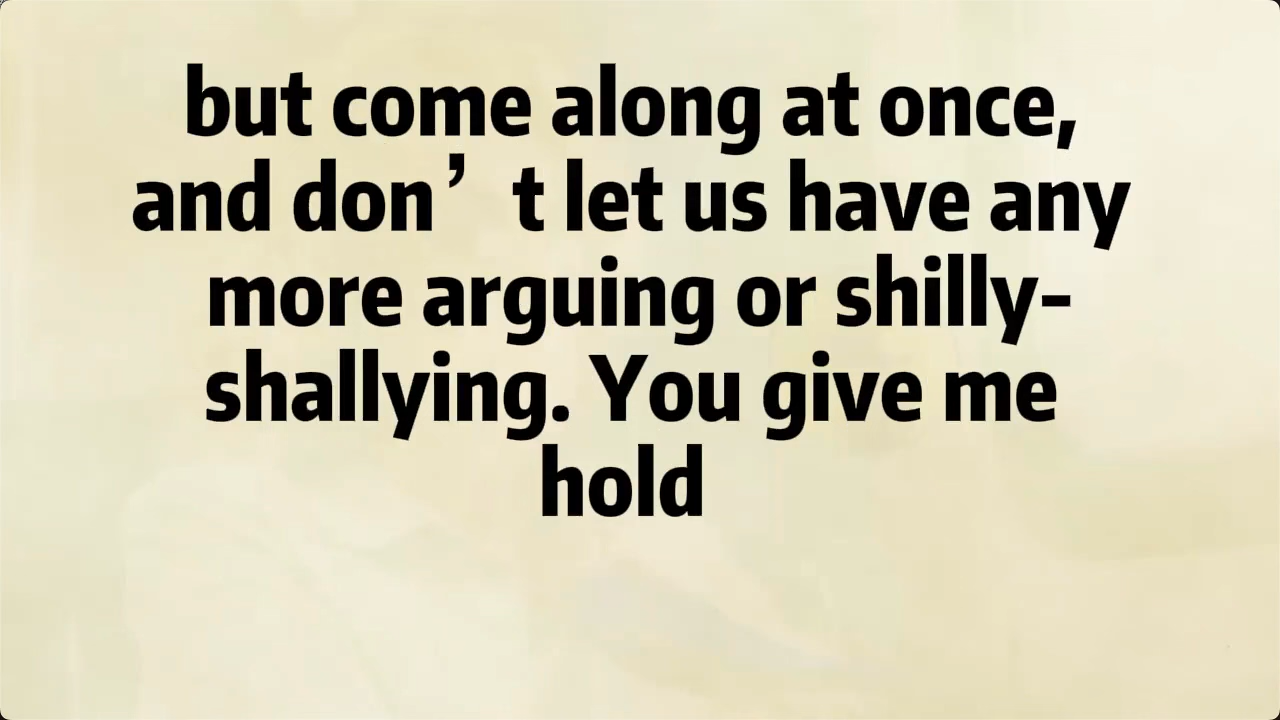 but come along at once,
and don’t let us have any
more arguing or shilly-
shallying. You give me
hold